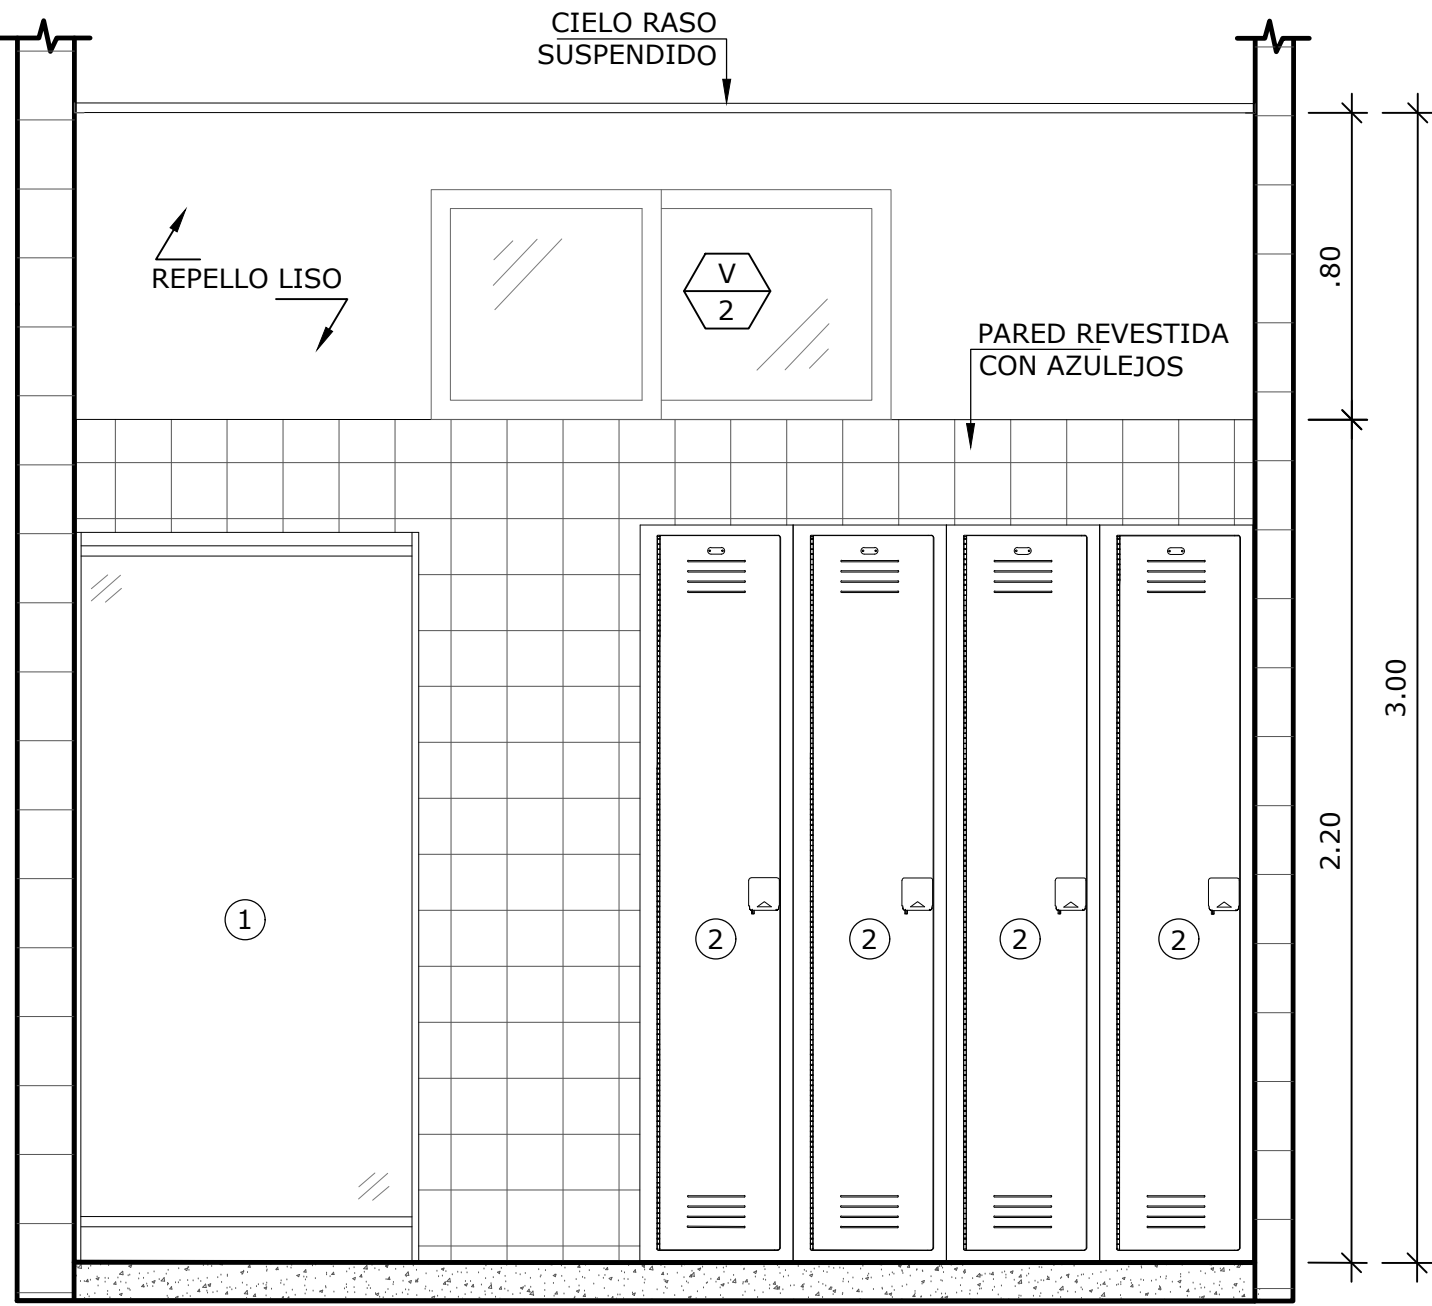 CIELO RASO
SUSPENDIDO
REPELLO LISO
V
2
.80
PARED REVESTIDA
CON AZULEJOS
3.00
2.20
1
2
2
2
2